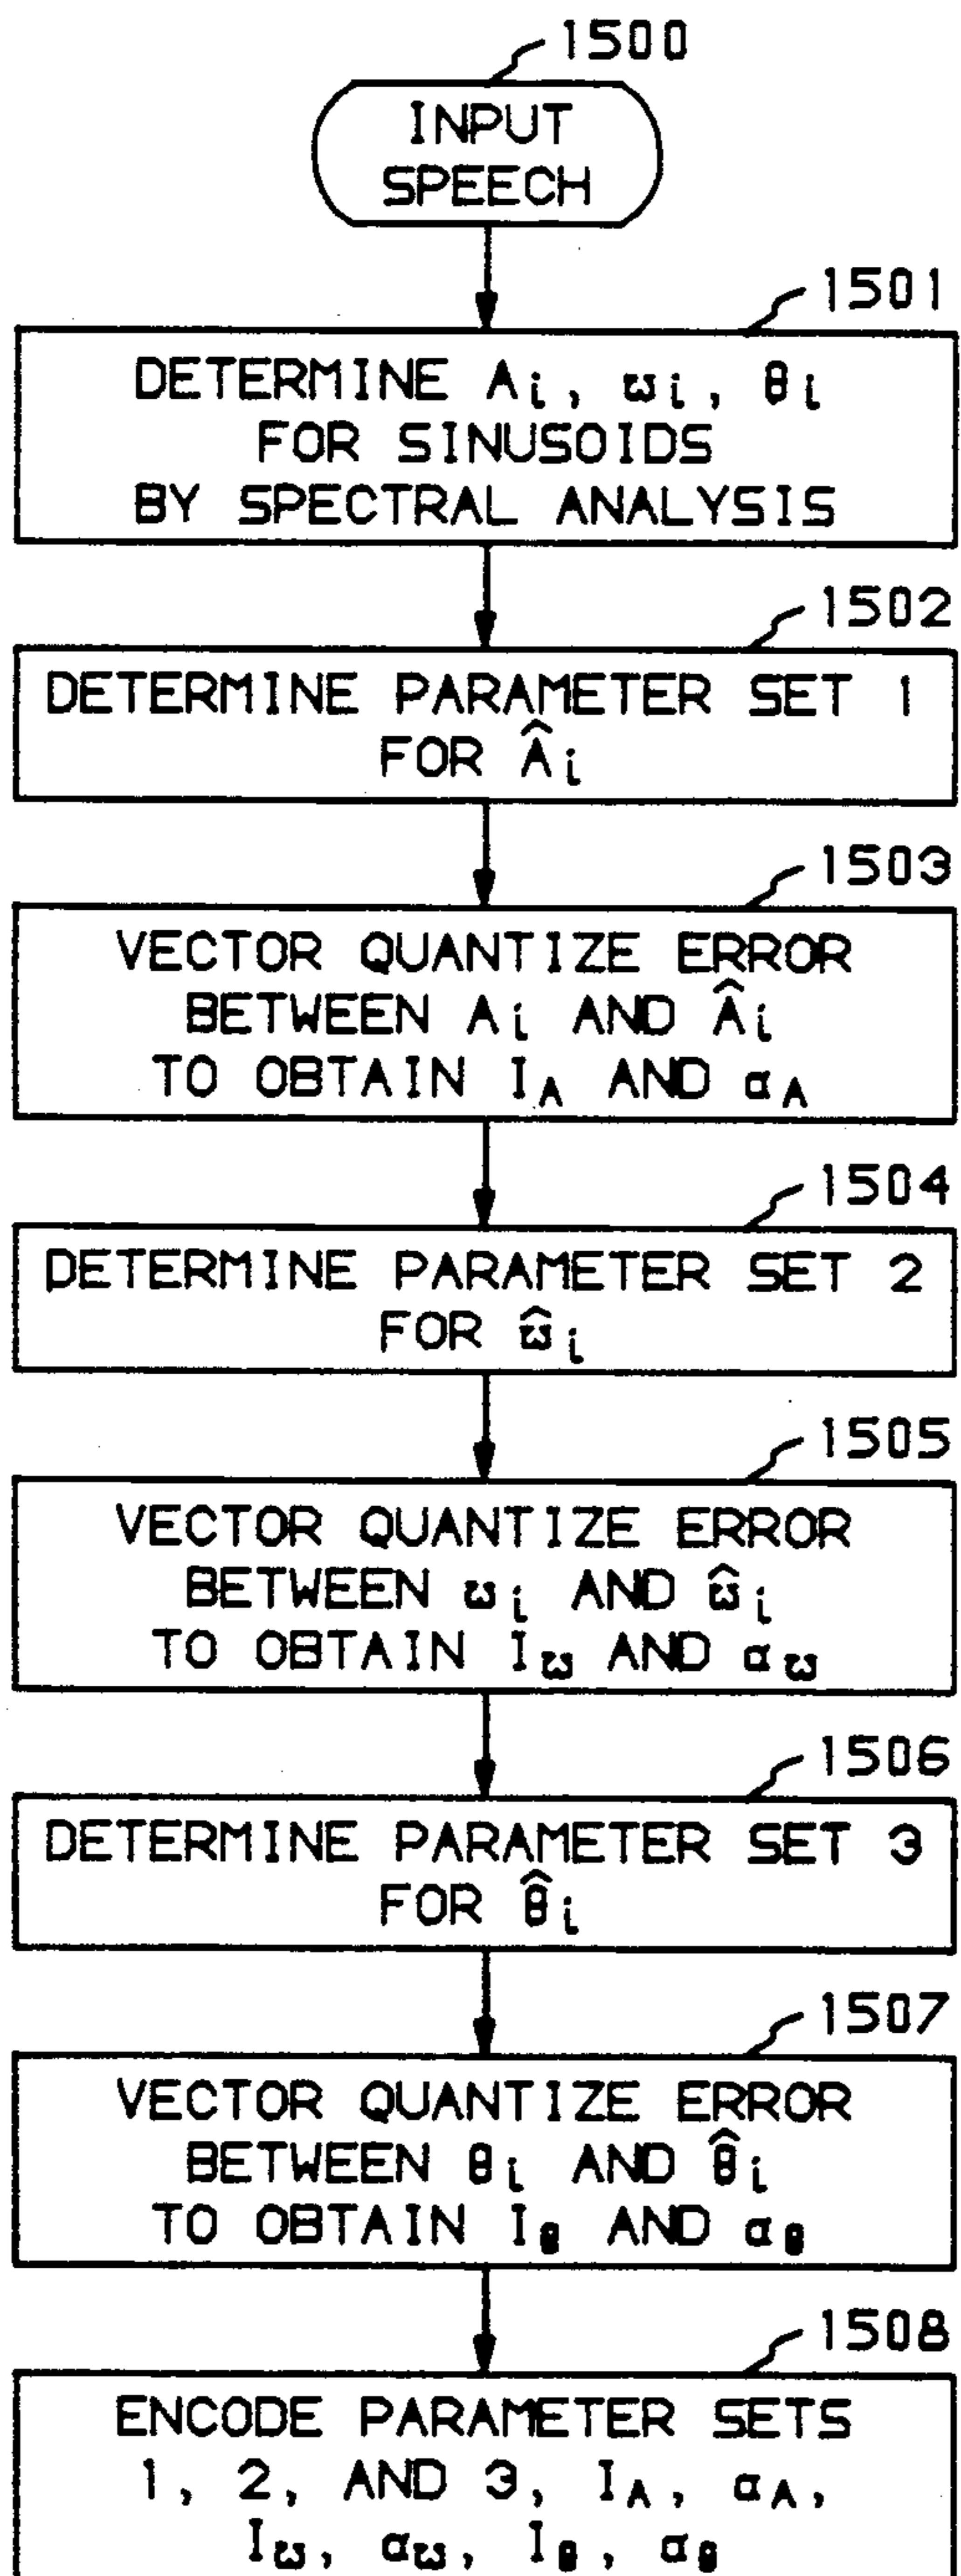 1500
INPUT
SPEECH
1501
DETERMINE Aᵢ, ωᵢ, θᵢ
FOR SINUSOIDS
BY SPECTRAL ANALYSIS
1502
DETERMINE PARAMETER SET 1
FOR Âᵢ
1503
VECTOR QUANTIZE ERROR
BETWEEN Aᵢ AND Âᵢ
TO OBTAIN I_A AND α_A
1504
DETERMINE PARAMETER SET 2
FOR ω̂ᵢ
1505
VECTOR QUANTIZE ERROR
BETWEEN ωᵢ AND ω̂ᵢ
TO OBTAIN I_ω AND α_ω
1506
DETERMINE PARAMETER SET 3
FOR θ̂ᵢ
1507
VECTOR QUANTIZE ERROR
BETWEEN θᵢ AND θ̂ᵢ
TO OBTAIN I_θ AND α_θ
1508
ENCODE PARAMETER SETS
1, 2, AND 3, I_A, α_A,
I_ω, α_ω, I_θ, α_θ